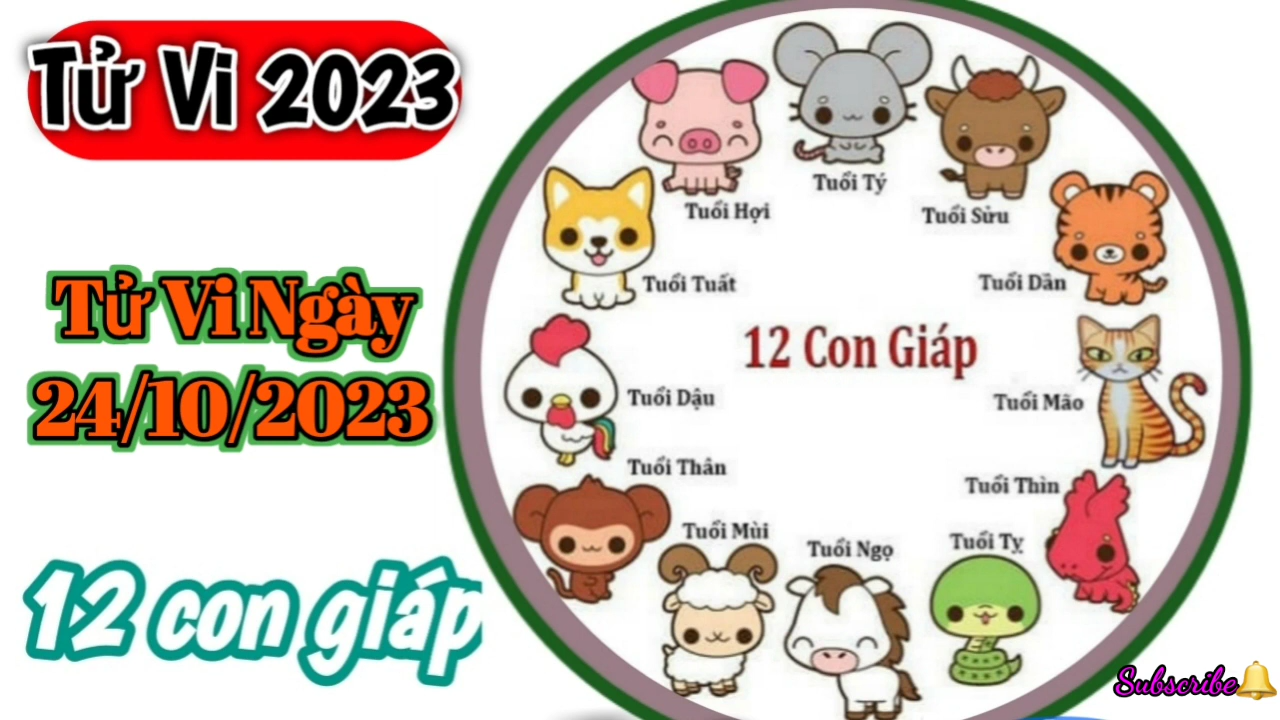 Tử Vi 2023
Tử Vi Ngày
24/10/2023
12 con giáp
Tuổi Tý
Tuổi Hợi
Tuổi Sửu
Tuổi Tuất
Tuổi Dần
12 Con Giáp
Tuổi Dậu
Tuổi Mão
Tuổi Thân
Tuổi Thìn
Tuổi Mùi
Tuổi Ngọ
Tuổi Tỵ
Subscribe